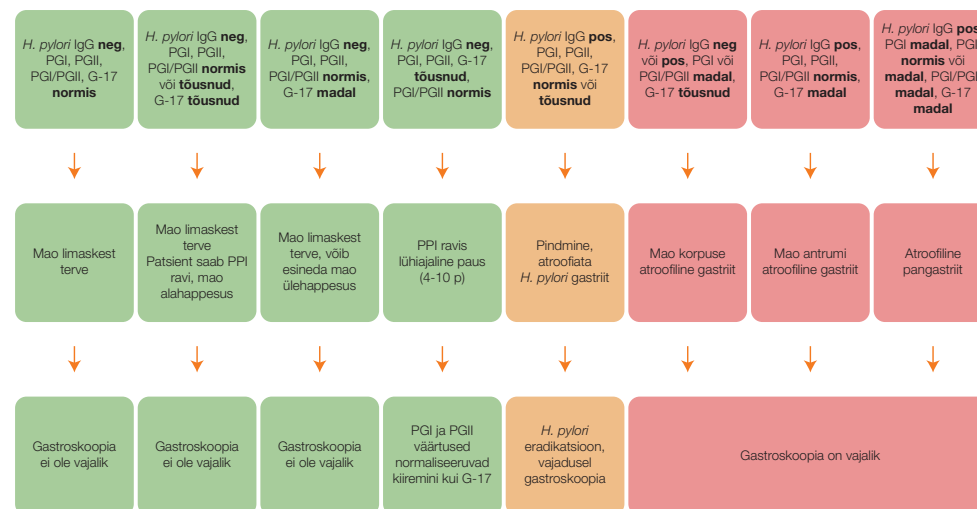 H. pylori IgG neg,
PGI, PGII,
PGI/PGII, G-17
normis
H. pylori IgG neg,
PGI, PGII,
PGI/PGII normis
või tõusnud,
G-17 tõusnud
H. pylori IgG neg,
PGI, PGII,
PGI/PGII normis,
G-17 madal
H. pylori IgG neg,
PGI, PGII, G-17
tõusnud,
PGI/PGII normis
H. pylori IgG pos,
PGI, PGII,
PGI/PGII, G-17
normis või
tõusnud
H. pylori IgG neg
või pos, PGI või
PGI/PGII madal,
G-17 tõusnud
H. pylori IgG pos,
PGI, PGII,
PGI/PGII normis,
G-17 madal
H. pylori IgG pos
PGI madal, PGI
normis või
madal, PGI/PGI
madal, G-17
madal
Mao limaskest
terve
Mao limaskest
terve
Patsient saab PPI
ravi, mao
alahappesus
Mao limaskest
terve, võib
esineda mao
ülehappesus
PPI ravis
lühiajaline paus
(4-10 p)
Pindmine,
atroofiata
H. pylori gastriit
Mao korpuse
atroofiline gastriit
Mao antrumi
atroofiline gastriit
Atroofiline
pangastriit
Gastroskoopia
ei ole vajalik
Gastroskoopia
ei ole vajalik
Gastroskoopia
ei ole vajalik
PGI ja PGII
väärtused
normaliseeruvad
kiiremini kui G-17
H. pylori
eradikatsioon,
vajadusel
gastroskoopia
Gastroskoopia on vajalik